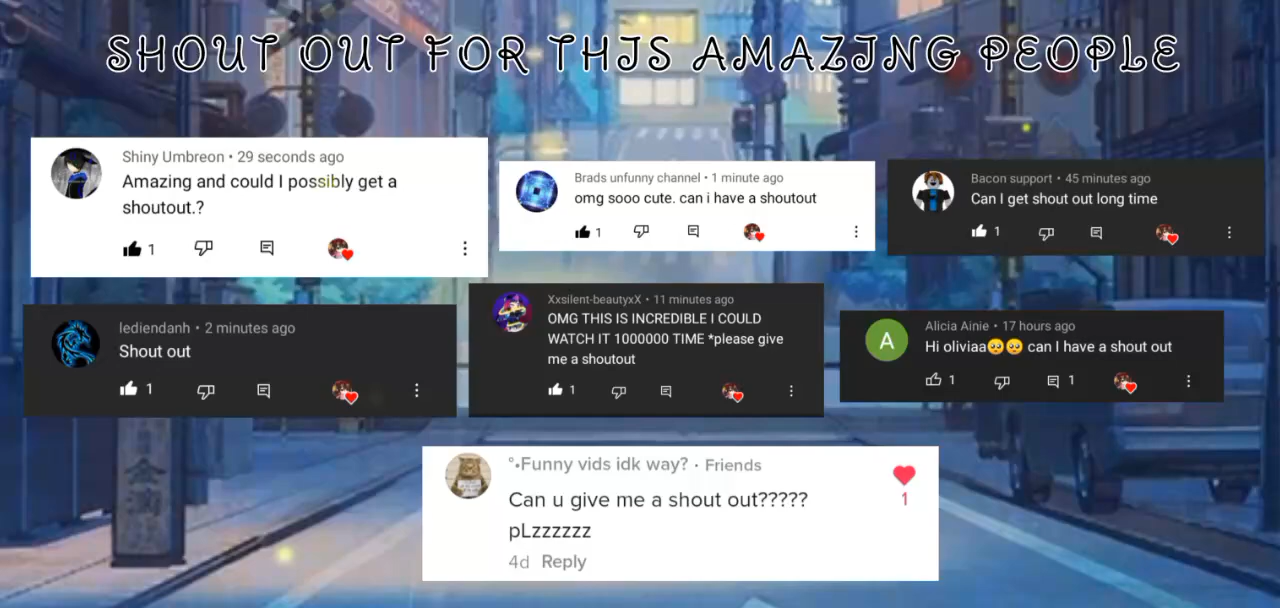 SHOUT OUT FOR THIS AMAZING PEOPLE
Shiny Umbreon • 29 seconds ago
Amazing and could I possibly get a
shoutout.?
1
Brads unfunny channel • 1 minute ago
omg sooo cute. can i have a shoutout
1
Bacon support • 45 minutes ago
Can I get shout out long time
1
lediendanh • 2 minutes ago
Shout out
1
Xxsilent-beautyxX • 11 minutes ago
OMG THIS IS INCREDIBLE I COULD
WATCH IT 1000000 TIME *please give
me a shoutout
1
A
Alicia Ainie • 17 hours ago
Hi oliviaa🥺🥺 can I have a shout out
1 1
°•Funny vids idk way? · Friends
Can u give me a shout out?????
pLzzzzzz
1
4d Reply